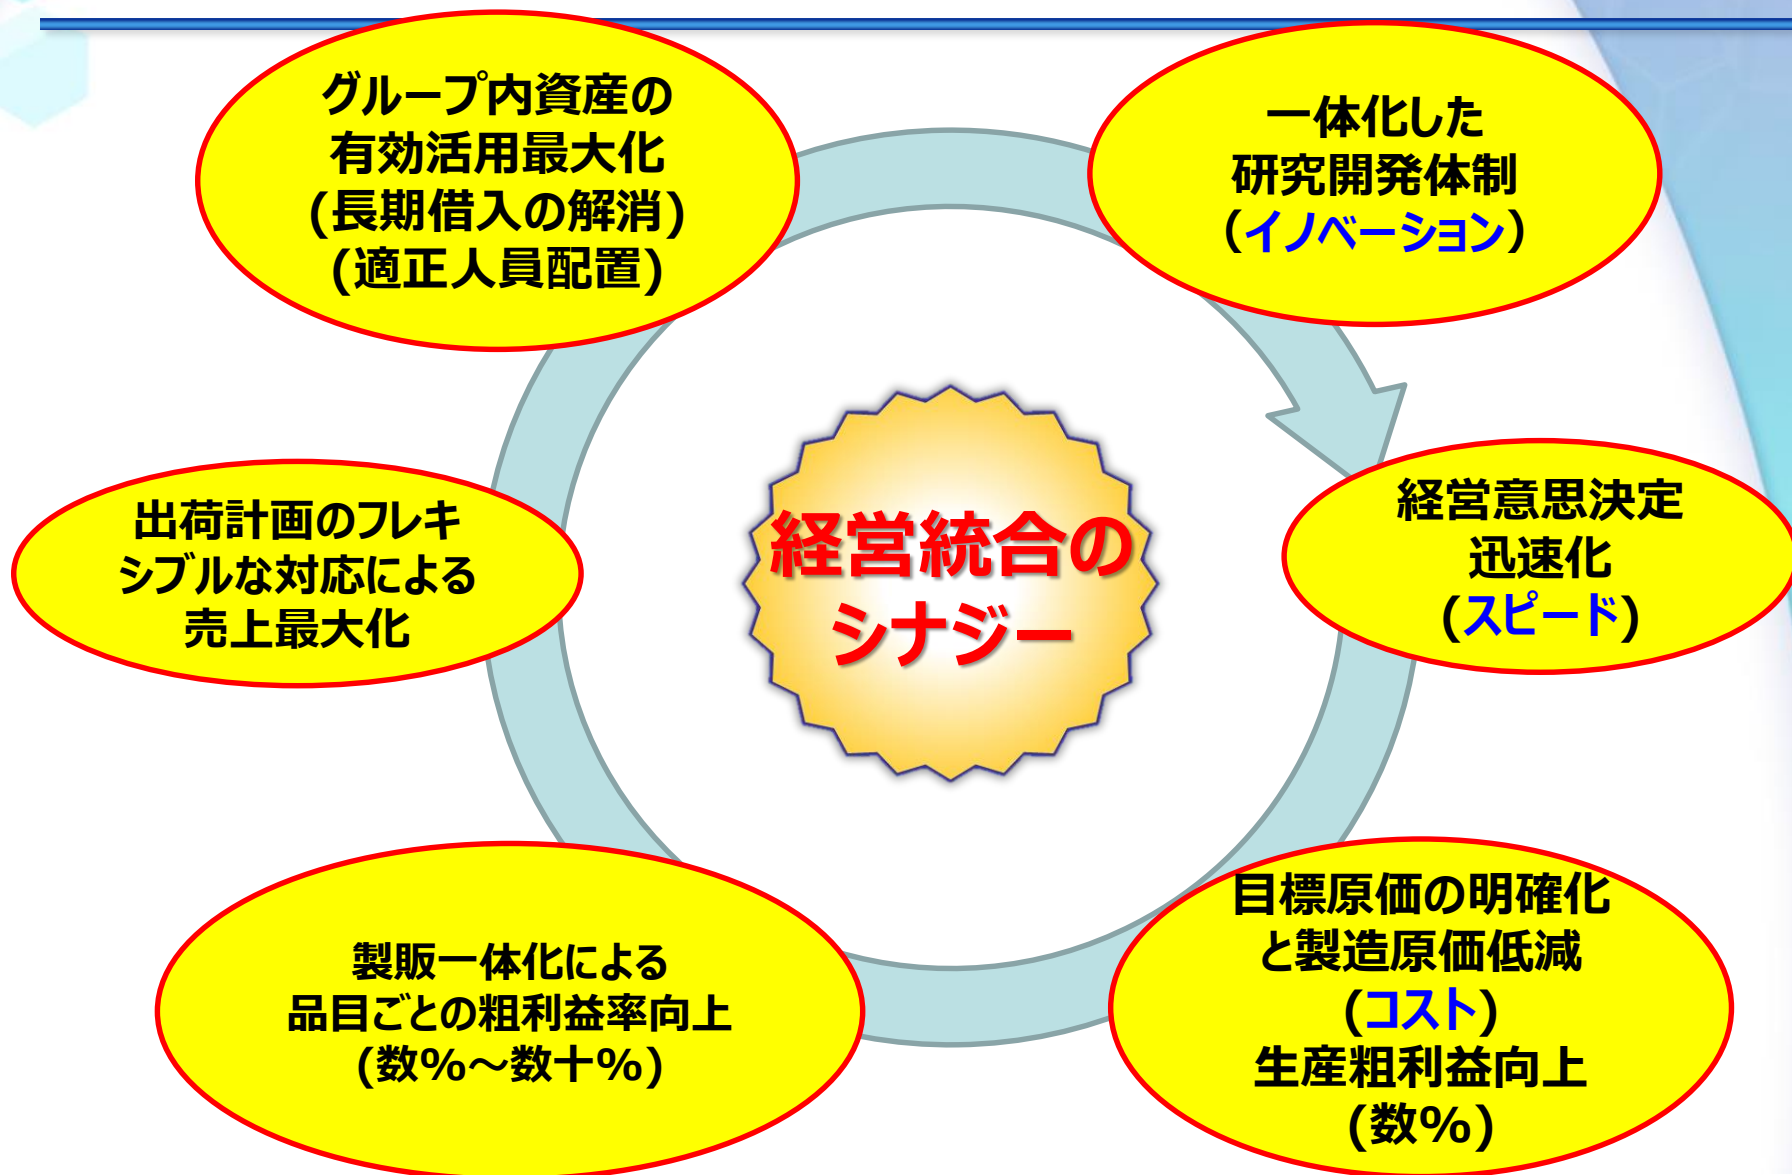 グループ内資産の
有効活用最大化
(長期借入の解消)
(適正人員配置)
一体化した
研究開発体制
(イノベーション)
経営統合の
シナジー
経営意思決定
迅速化
(スピード)
出荷計画のフレキ
シブルな対応による
売上最大化
目標原価の明確化
と製造原価低減
(コスト)
生産粗利益向上
(数%)
製販一体化による
品目ごとの粗利益率向上
(数%～数十%)